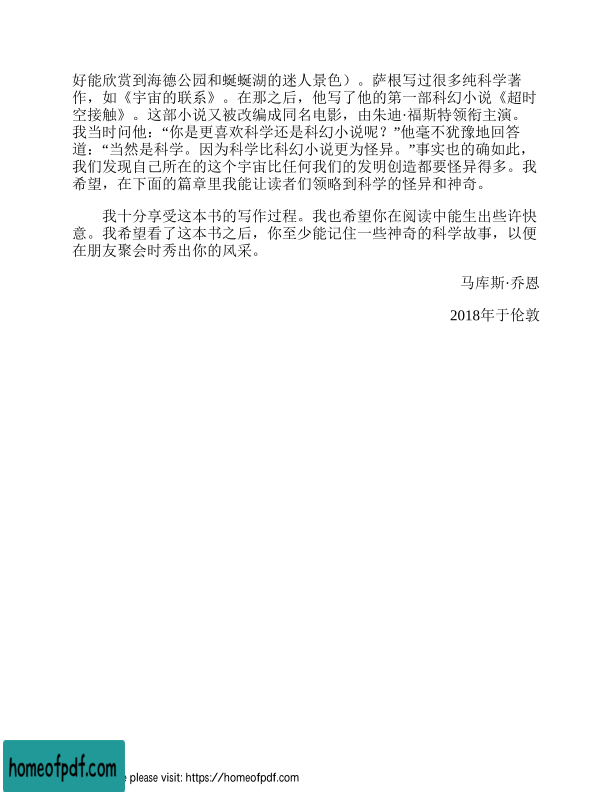 好能欣赏到海德公园和蜒蜒湖的迷人景色）。萨根写过很多纯科学著
作，如《宇宙的联系》。在那之后，他写了他的第一部科幻小说《超时
空接触》。这部小说又被改编成同名电影，由朱迪·福斯特领衔主演。
我当时问他：“你是更喜欢科学还是科幻小说呢？”他毫不犹豫地回答
道：“当然是科学。因为科学比科幻小说更为怪异。”事实也的确如此，
我们发现自己所在的这个宇宙比任何我们的发明创造都要怪异得多。我
希望，在下面的篇章里我能让读者们领略到科学的怪异和神奇。
我十分享受这本书的写作过程。我也希望你在阅读中能生出些许快
意。我希望看了这本书之后，你至少能记住一些神奇的科学故事，以便
在朋友聚会时秀出你的风采。
马库斯·乔恩
2018年于伦敦
homeofpdf.com
e please visit: https://homeofpdf.com